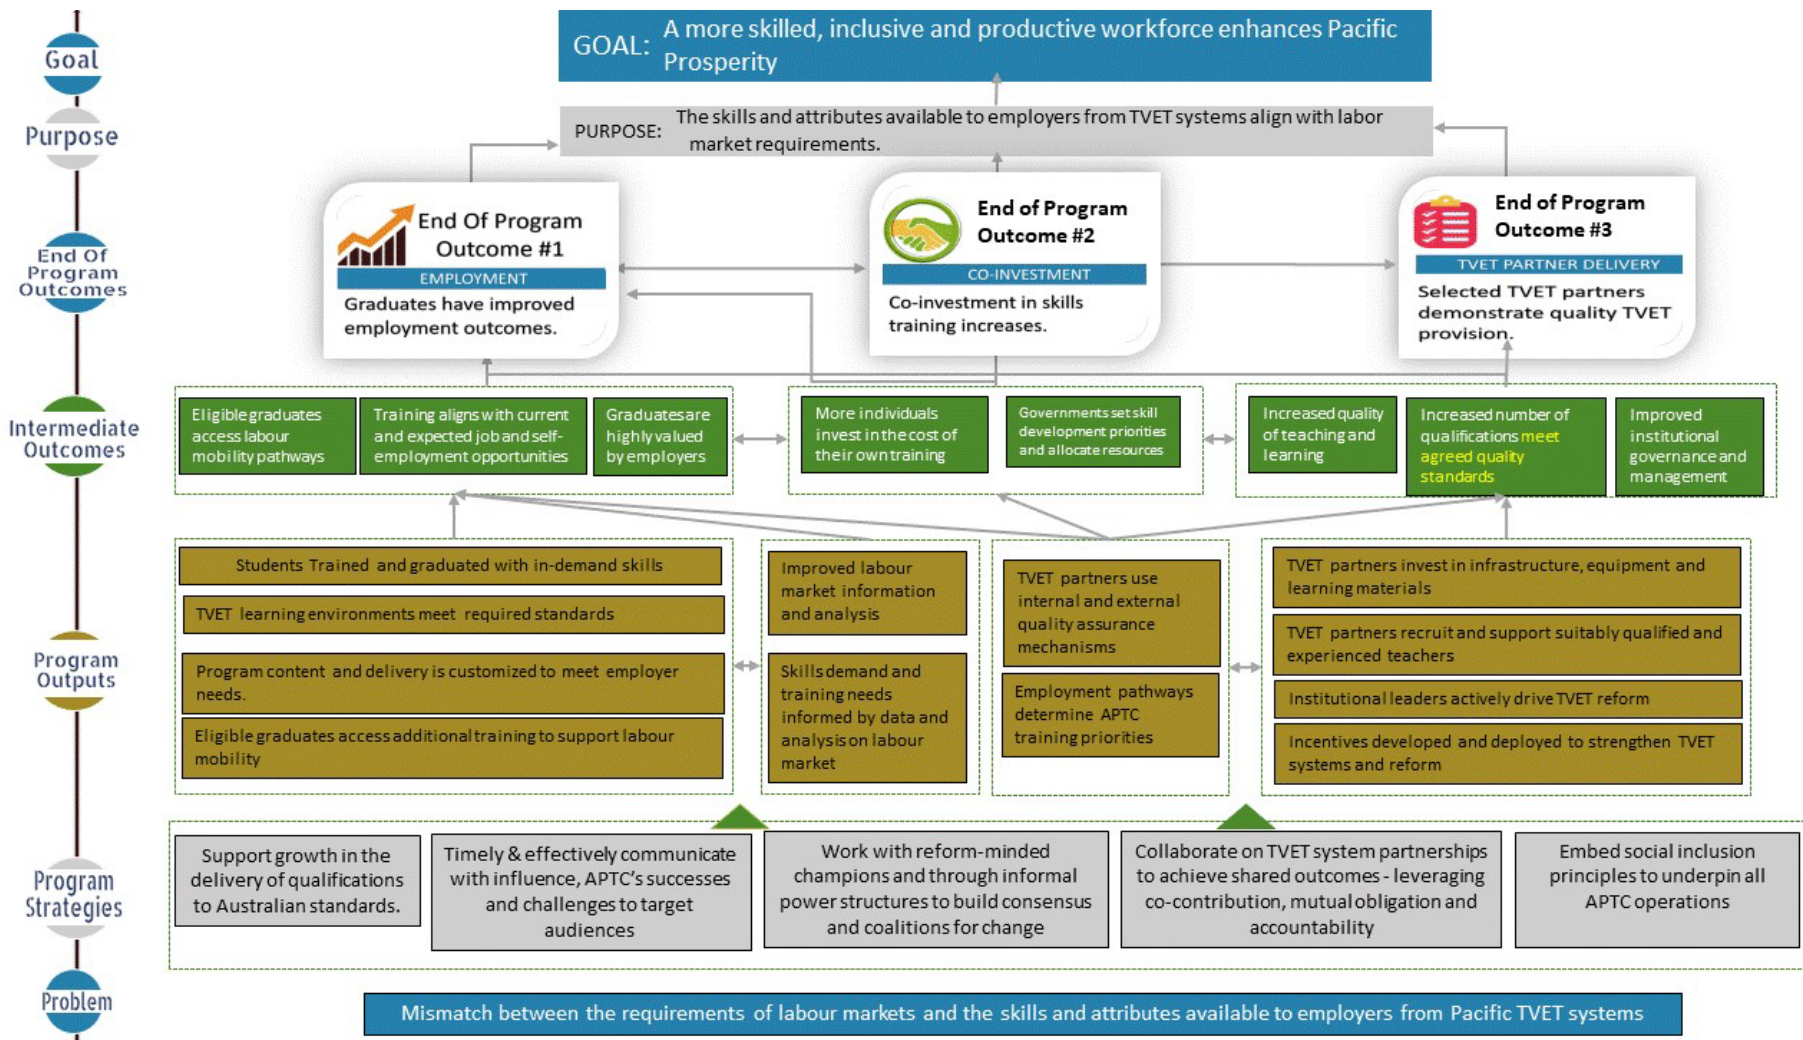 Goal
GOAL:
A more skilled, inclusive and productive workforce enhances Pacific
Prosperity
Purpose
PURPOSE:
The skills and attributes available to employers from TVET systems align with labor
market requirements.
End Of
Program
Outcomes
End Of Program
Outcome #1
EMPLOYMENT
Graduates have improved
employment outcomes.
End of Program
Outcome #2
CO-INVESTMENT
Co-investment in skills
training increases.
End of Program
Outcome #3
TVET PARTNER DELIVERY
Selected TVET partners
demonstrate quality TVET
provision.
Intermediate
Outcomes
Eligible graduates
access labour
mobility pathways
Training aligns with current
and expected job and self-
employment opportunities
Graduates are
highly valued
by employers
More individuals
invest in the cost of
their own training
Governments set skill
development priorities
and allocate resources
Increased quality
of teaching and
learning
Increased number of
qualifications meet
agreed quality
standards
Improved
institutional
governance and
management
Program
Outputs
Students Trained and graduated with in-demand skills
TVET learning environments meet required standards
Program content and delivery is customized to meet employer
needs.
Eligible graduates access additional training to support labour
mobility
Improved labour
market information
and analysis
Skills demand and
training needs
informed by data and
analysis on labour
market
TVET partners use
internal and external
quality assurance
mechanisms
Employment pathways
determine APTC
training priorities
TVET partners invest in infrastructure, equipment and
learning materials
TVET partners recruit and support suitably qualified and
experienced teachers
Institutional leaders actively drive TVET reform
Incentives developed and deployed to strengthen TVET
systems and reform
Program
Strategies
Support growth in the
delivery of qualifications
to Australian standards.
Timely & effectively communicate
with influence, APTC's successes
and challenges to target
audiences
Work with reform-minded
champions and through informal
power structures to build consensus
and coalitions for change
Collaborate on TVET system partnerships
to achieve shared outcomes - leveraging
co-contribution, mutual obligation and
accountability
Embed social inclusion
principles to underpin all
APTC operations
Problem
Mismatch between the requirements of labour markets and the skills and attributes available to employers from Pacific TVET systems